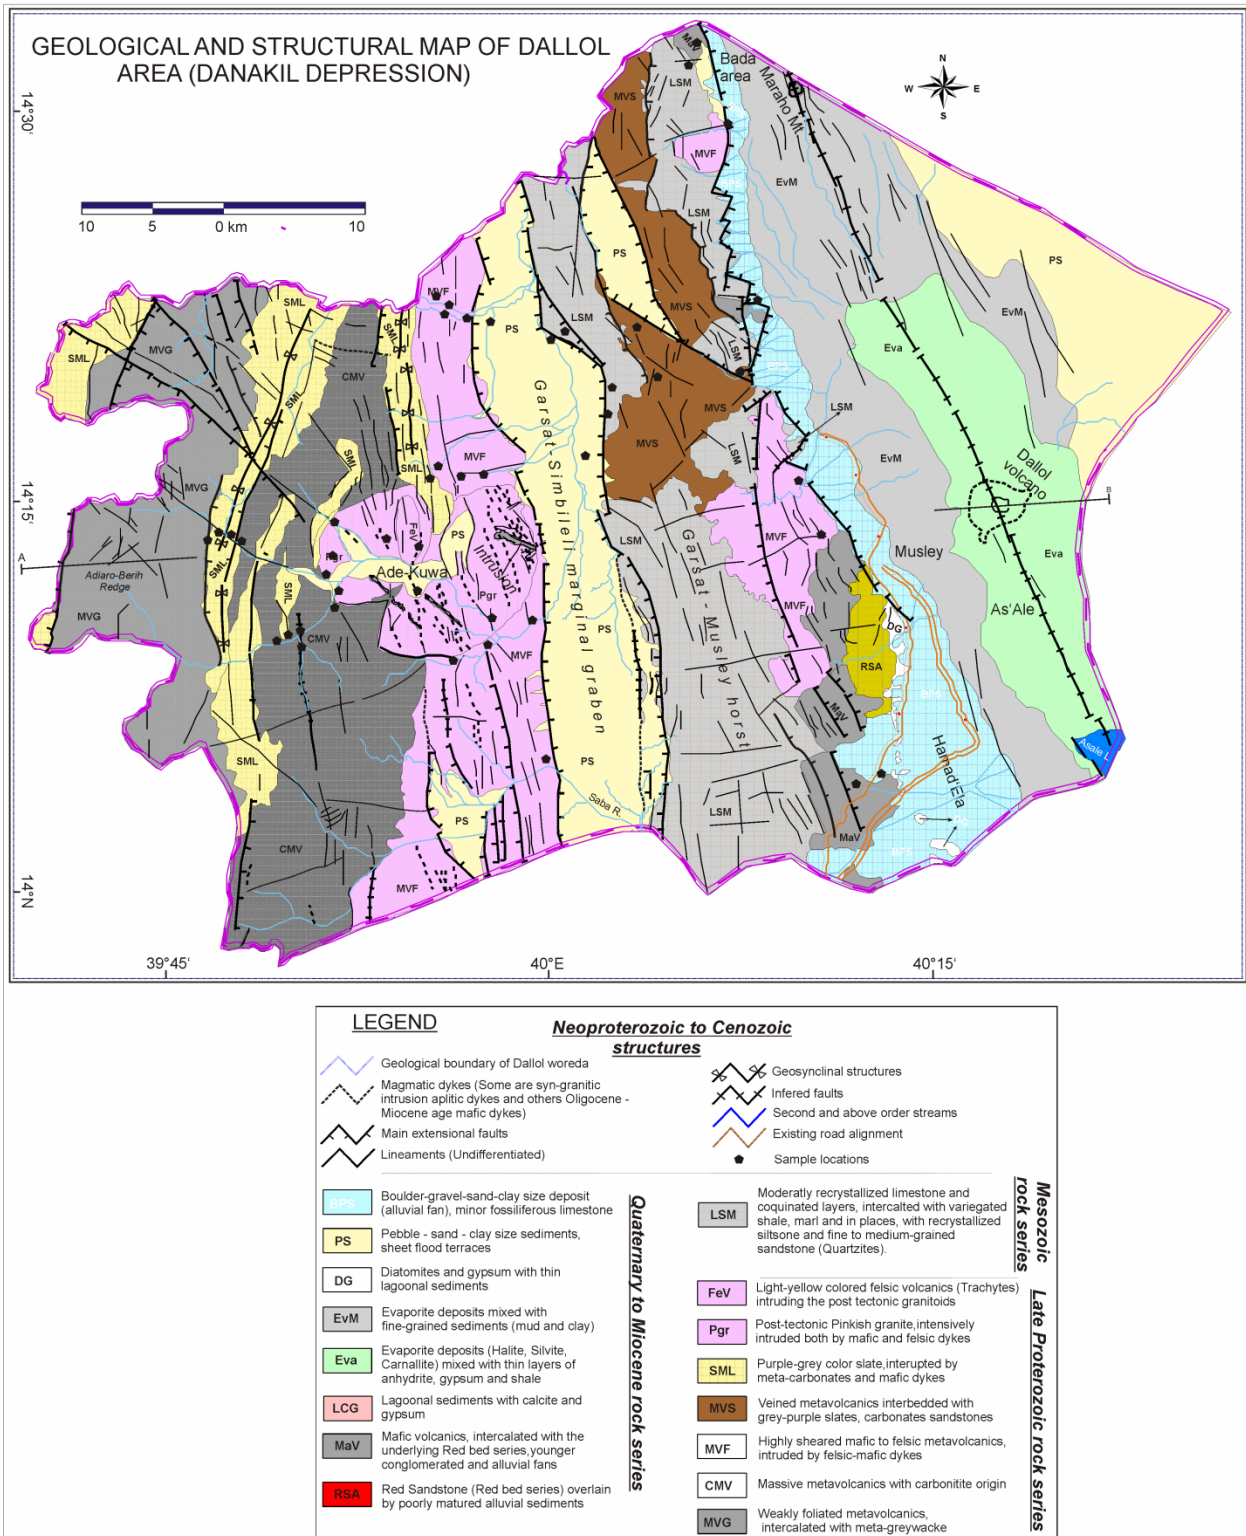 GEOLOGICAL AND STRUCTURAL MAP OF DALLOL
AREA (DANAKIL DEPRESSION)
N
W
E
S
10
5
0 km
10
14°30'
14°15'
14°N
39°45'
40°E
40°15'
Bada
area
Maraho Mt.
MaV
LSM
MVS
MVF
BPS
LSM
EvM
PS
PS
MVS
EvM
Eva
LSM
BPS
LSM
EvM
Dallol
volcano
B
Eva
Musley
As'Ale
Asale L
Hamad'Ela
DG
RSA
BPS
BPS
DG
MaV
MaV
MVF
MVF
MVS
MVS
LSM
LSM
Garsat - Musley horst
LSM
LSM
PS
Garsat-Simbileli marginal graben
PS
PS
Saba R.
MVF
MVF
Intrusion
Pgr
MVF
PS
PS
MVF
Ade-Kuwa
FeV
Pgr
SML
SML
SML
SML
SML
SML
SML
SML
SML
SML
CMV
CMV
CMV
MVG
MVG
MVG
Adiaro-Berih
Redge
A
LEGEND
Neoproterozoic to Cenozoic
structures
Geological boundary of Dallol woreda
Magmatic dykes (Some are syn-granitic
intrusion aplitic dykes and others Oligocene -
Miocene age mafic dykes)
Main extensional faults
Lineaments (Undifferentiated)
Geosynclinal structures
Infered faults
Second and above order streams
Existing road alignment
Sample locations
Quaternary to Miocene rock series
BPS
Boulder-gravel-sand-clay size deposit
(alluvial fan), minor fossiliferous limestone
PS
Pebble - sand - clay size sediments,
sheet flood terraces
DG
Diatomites and gypsum with thin
lagoonal sediments
EvM
Evaporite deposits mixed with
fine-grained sediments (mud and clay)
Eva
Evaporite deposits (Halite, Silvite,
Carnallite) mixed with thin layers of
anhydrite, gypsum and shale
LCG
Lagoonal sediments with calcite and
gypsum
MaV
Mafic volcanics, intercalated with the
underlying Red bed series,younger
conglomerated and alluvial fans
RSA
Red Sandstone (Red bed series) overlain
by poorly matured alluvial sediments
Mesozoic
rock series
LSM
Moderatly recrystallized limestone and
coquinated layers, intercalted with variegated
shale, marl and in places, with recrystallized
siltsone and fine to medium-grained
sandstone (Quartzites).
Late Proterozoic rock series
FeV
Light-yellow colored felsic volcanics (Trachytes)
intruding the post tectonic granitoids
Pgr
Post-tectonic Pinkish granite,intensively
intruded both by mafic and felsic dykes
SML
Purple-grey color slate,interupted by
meta-carbonates and mafic dykes
MVS
Veined metavolcanics interbedded with
grey-purple slates, carbonates sandstones
MVF
Highly sheared mafic to felsic metavolcanics,
intruded by felsic-mafic dykes
CMV
Massive metavolcanics with carbonitite origin
MVG
Weakly foliated metavolcanics,
intercalated with meta-greywacke